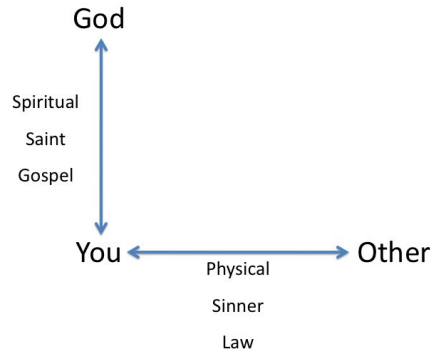 God
Spiritual
Saint
Gospel
You
Other
Physical
Sinner
Law